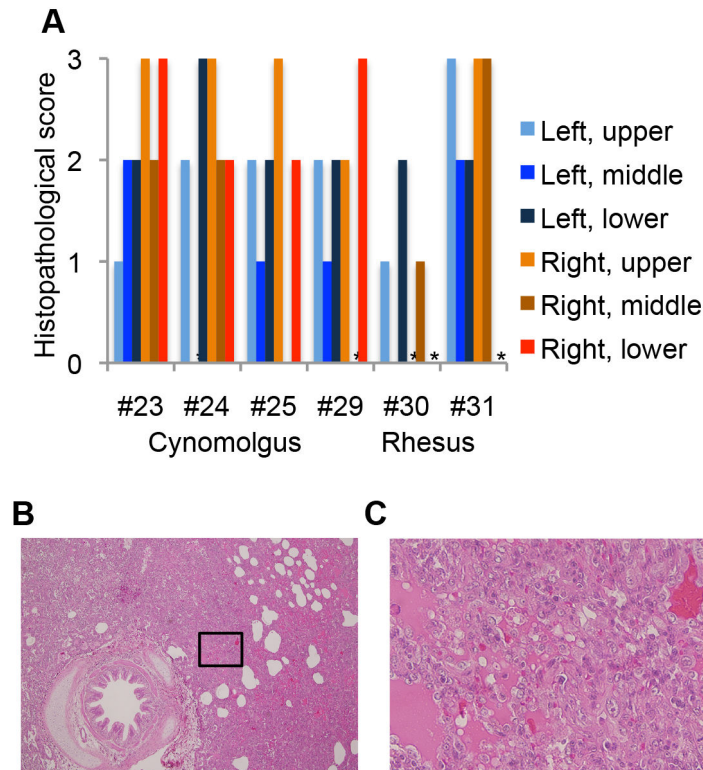 A
Histopathological score
3
2
1
0
* * * * *
#23 #24 #25 #29 #30 #31
Cynomolgus Rhesus
Left, upper
Left, middle
Left, lower
Right, upper
Right, middle
Right, lower
B
C